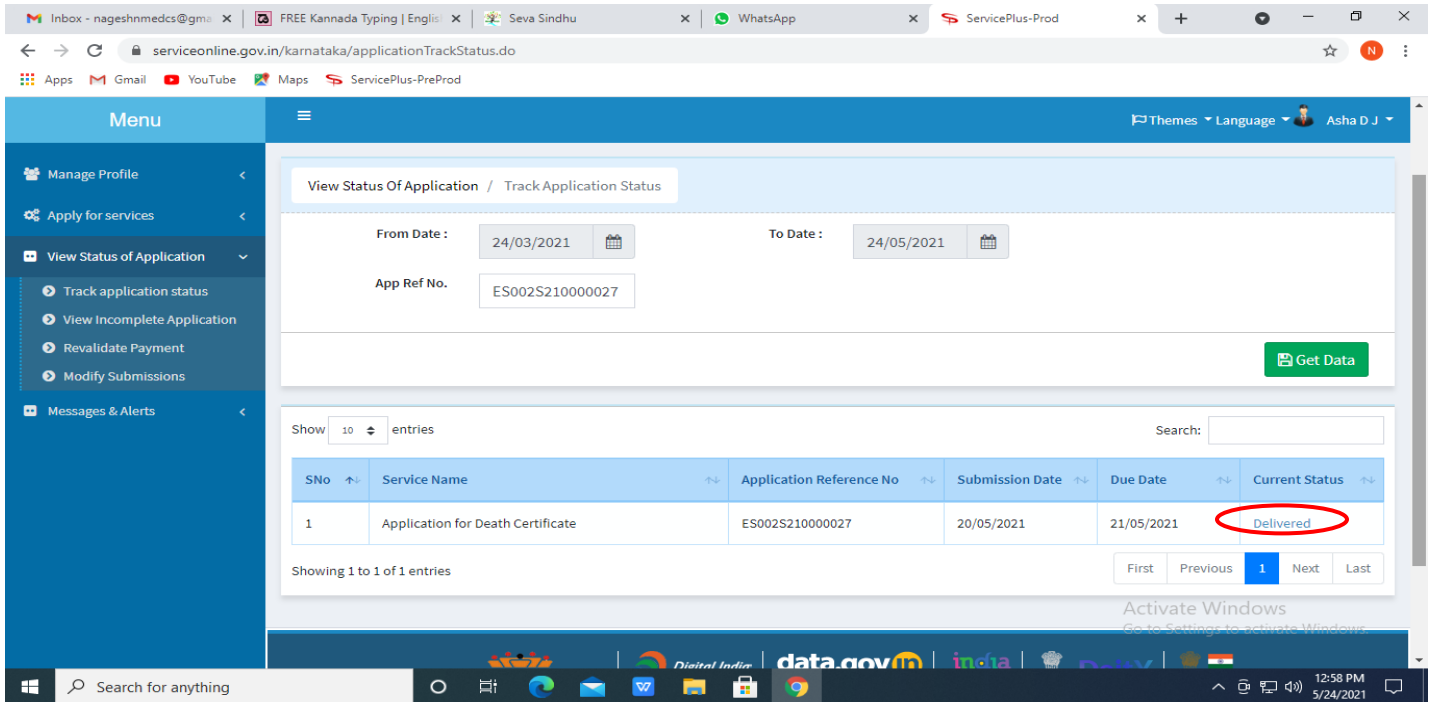 Inbox - nageshnmedcs@gma
FREE Kannada Typing | Englis
Seva Sindhu
WhatsApp
ServicePlus-Prod
serviceonline.gov.in/karnataka/applicationTrackStatus.do
N
Apps Gmail YouTube Maps ServicePlus-PreProd
Menu
Themes Language Asha D J
Manage Profile
Apply for services
View Status of Application
Track application status
View Incomplete Application
Revalidate Payment
Modify Submissions
Messages & Alerts
View Status Of Application / Track Application Status
From Date : 24/03/2021 To Date : 24/05/2021
App Ref No. ES002S210000027
Get Data
Show 10 entries Search:
SNo Service Name Application Reference No Submission Date Due Date Current Status
1 Application for Death Certificate ES002S210000027 20/05/2021 21/05/2021 Delivered
Showing 1 to 1 of 1 entries First Previous 1 Next Last
Activate Windows
Go to Settings to activate Windows.
Digital India data.gov in india
Search for anything
12:58 PM
5/24/2021